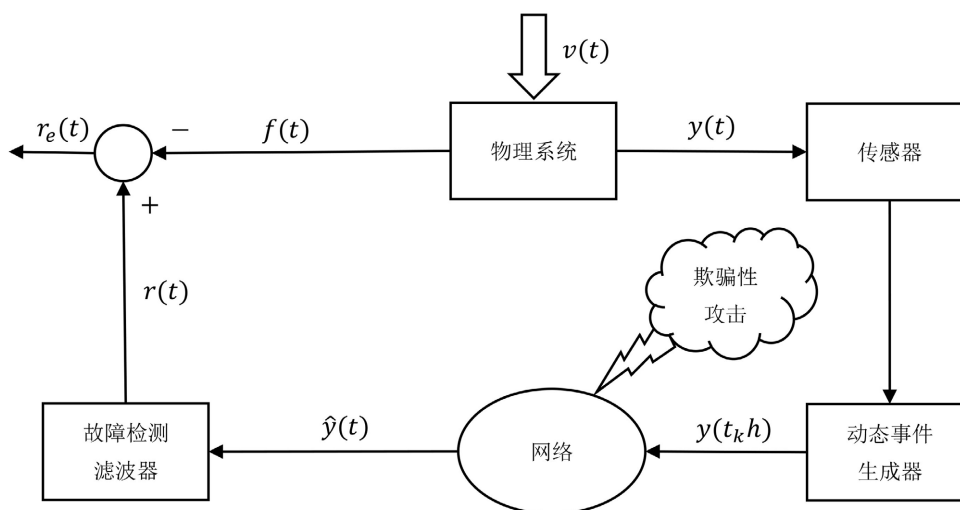 v(t)
r_e(t)
−
f(t)
物理系统
y(t)
传感器
+
欺骗性
攻击
r(t)
故障检测
滤波器
ŷ(t)
网络
y(t_kh)
动态事件
生成器